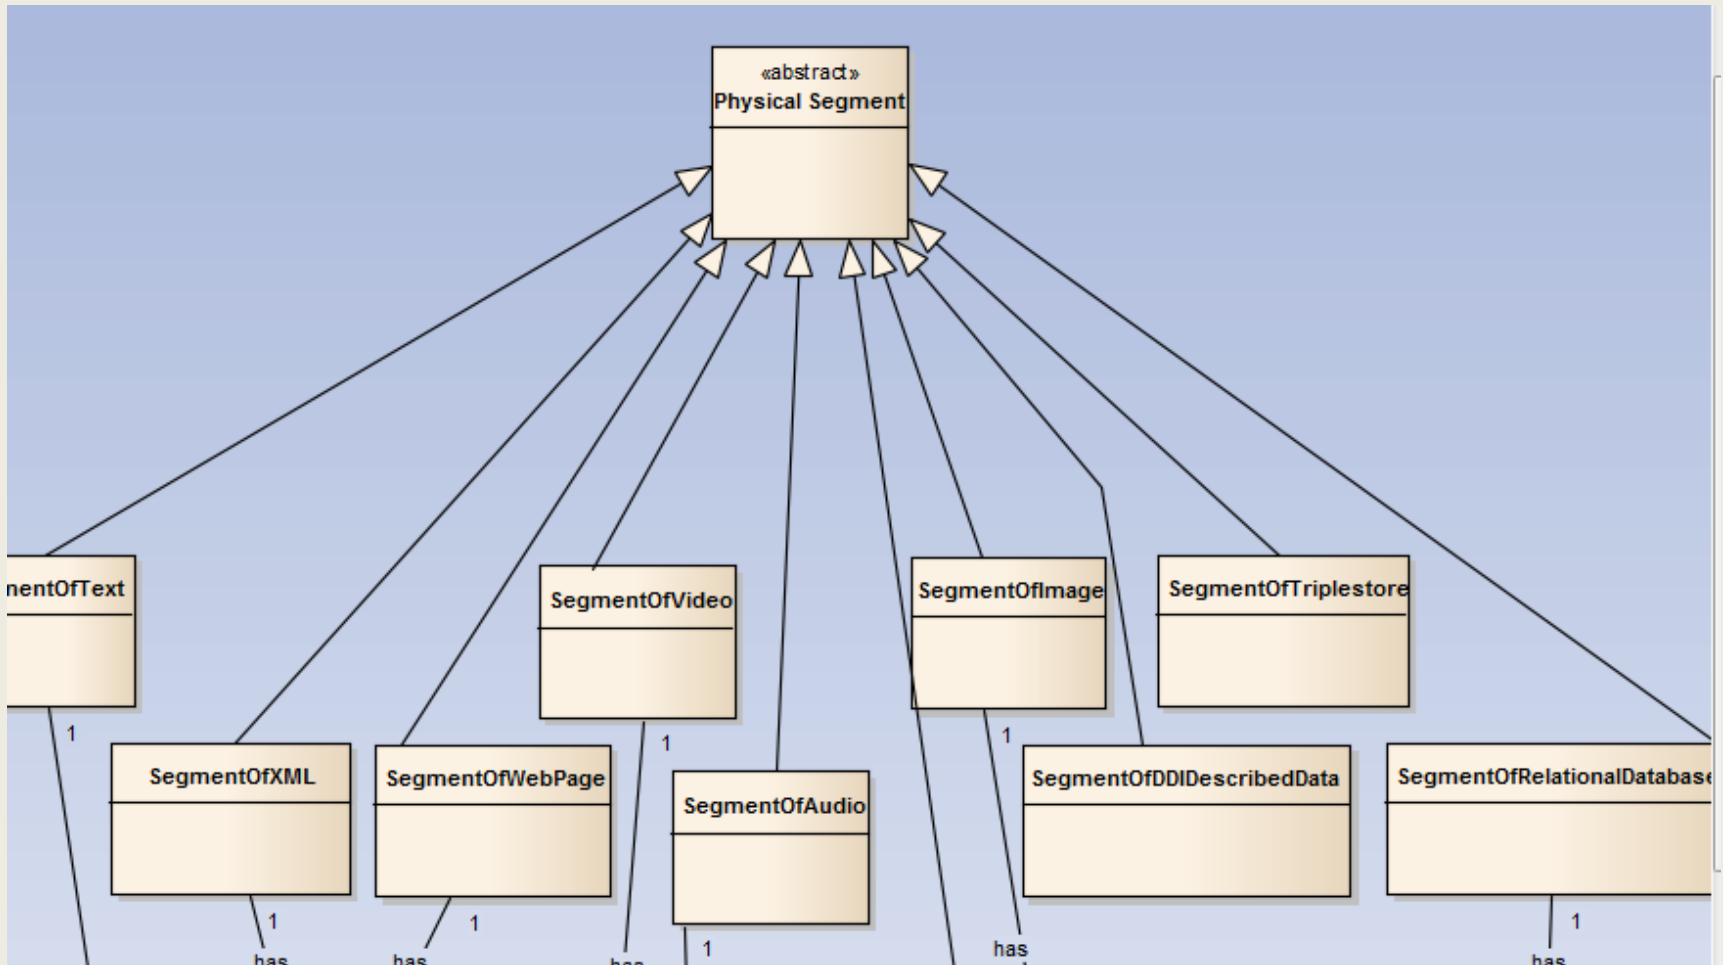 «abstract»
Physical Segment
nentOfText
SegmentOfVideo
SegmentOfImage
SegmentOfTriplestore
1
1
1
SegmentOfXML
SegmentOfWebPage
SegmentOfAudio
SegmentOfDDIDescribedData
SegmentOfRelationalDatabase
1
1
1
1
has
has
has
has
has